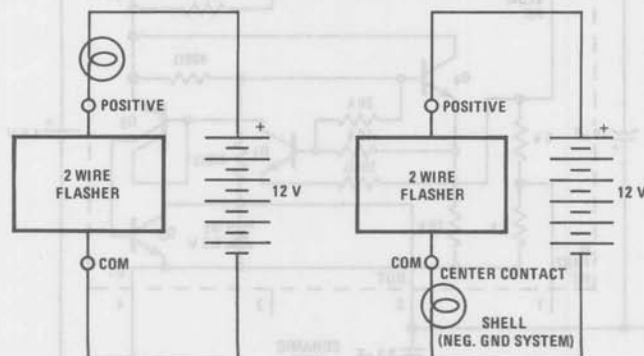 POSITIVE
2 WIRE
FLASHER
+
12 V
COM
POSITIVE
2 WIRE
FLASHER
+
12 V
COM
CENTER CONTACT
SHELL
(NEG. GND SYSTEM)